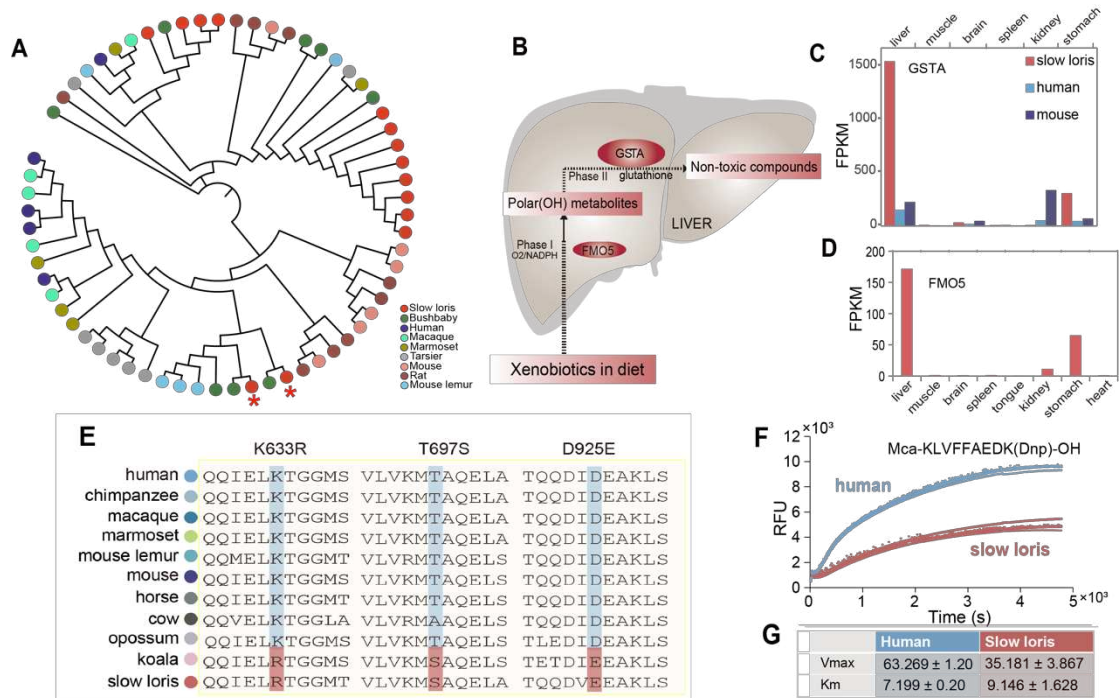 A
Slow loris
Bushbaby
Human
Macaque
Marmoset
Tarsier
Mouse
Rat
Mouse lemur
* *
B
GSTA
Phase II glutathione
Non-toxic compounds
Polar(OH) metabolites
LIVER
Phase I
O2/NADPH
FMO5
Xenobiotics in diet
C
liver muscle brain spleen kidney stomach
GSTA
slow loris
human
mouse
FPKM
1500
1000
500
0
D
FMO5
FPKM
200
150
100
50
0
liver muscle brain spleen tongue kidney stomach heart
E
K633R T697S D925E
human QQIELKTGGMS VLVKMTAQELA TQQDIDEAKLS
chimpanzee QQIELKTGGMS VLVKMTAQELA TQQDIDEAKLS
macaque QQIELKTGGMS VLVKMTAQELA TQQDIDEAKLS
marmoset QQIELKTGGMS VLVKMTAQELA TQQDIDEAKLS
mouse lemur QQMELKTGGMT VLVRMTAQELS TQQDIDEAKLS
mouse QQIELKTGGMS VLVKMTAQELA TQQDIDEAKLS
horse QQIELKTGGMT VLVKMTAQELS TQQDIDEAKLS
cow QQVELKTGGLA VLVRMAAQELS TQQDIDEAKLS
opossum QQIELKTGGMS VLVKMTAQELS TLEDIDEAKLS
koala QQIELRTGGMS VLVKMSAQELS TETDIEEAKLS
slow loris QQIELRTGGMT VLVRMSAQELS TQQDVEEAKLS
F
×10³
Mca-KLVFFAEDK(Dnp)-OH
12
10
8
6
4
2
0
RFU
human
slow loris
0 1 2 3 4 5 ×10³
Time (s)
G
Human Slow loris
Vmax 63.269 ± 1.20 35.181 ± 3.867
Km 7.199 ± 0.20 9.146 ± 1.628